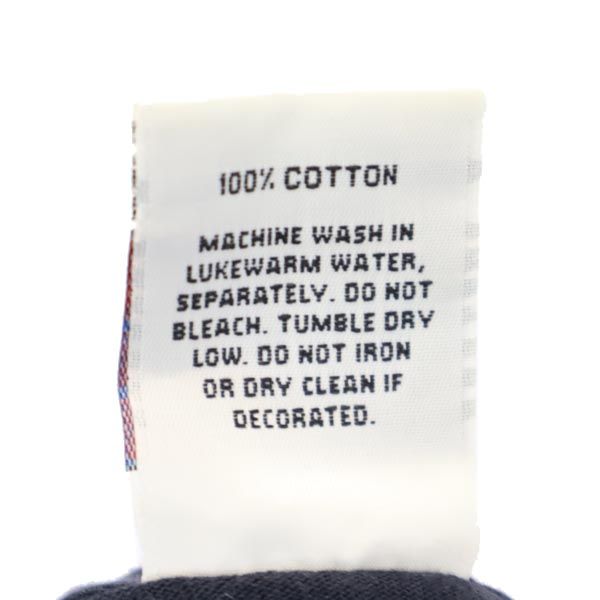 100% COTTON
MACHINE WASH IN
LUKEWARM WATER,
SEPARATELY. DO NOT
BLEACH. TUMBLE DRY
LOW. DO NOT IRON
OR DRY CLEAN IF
DECORATED.